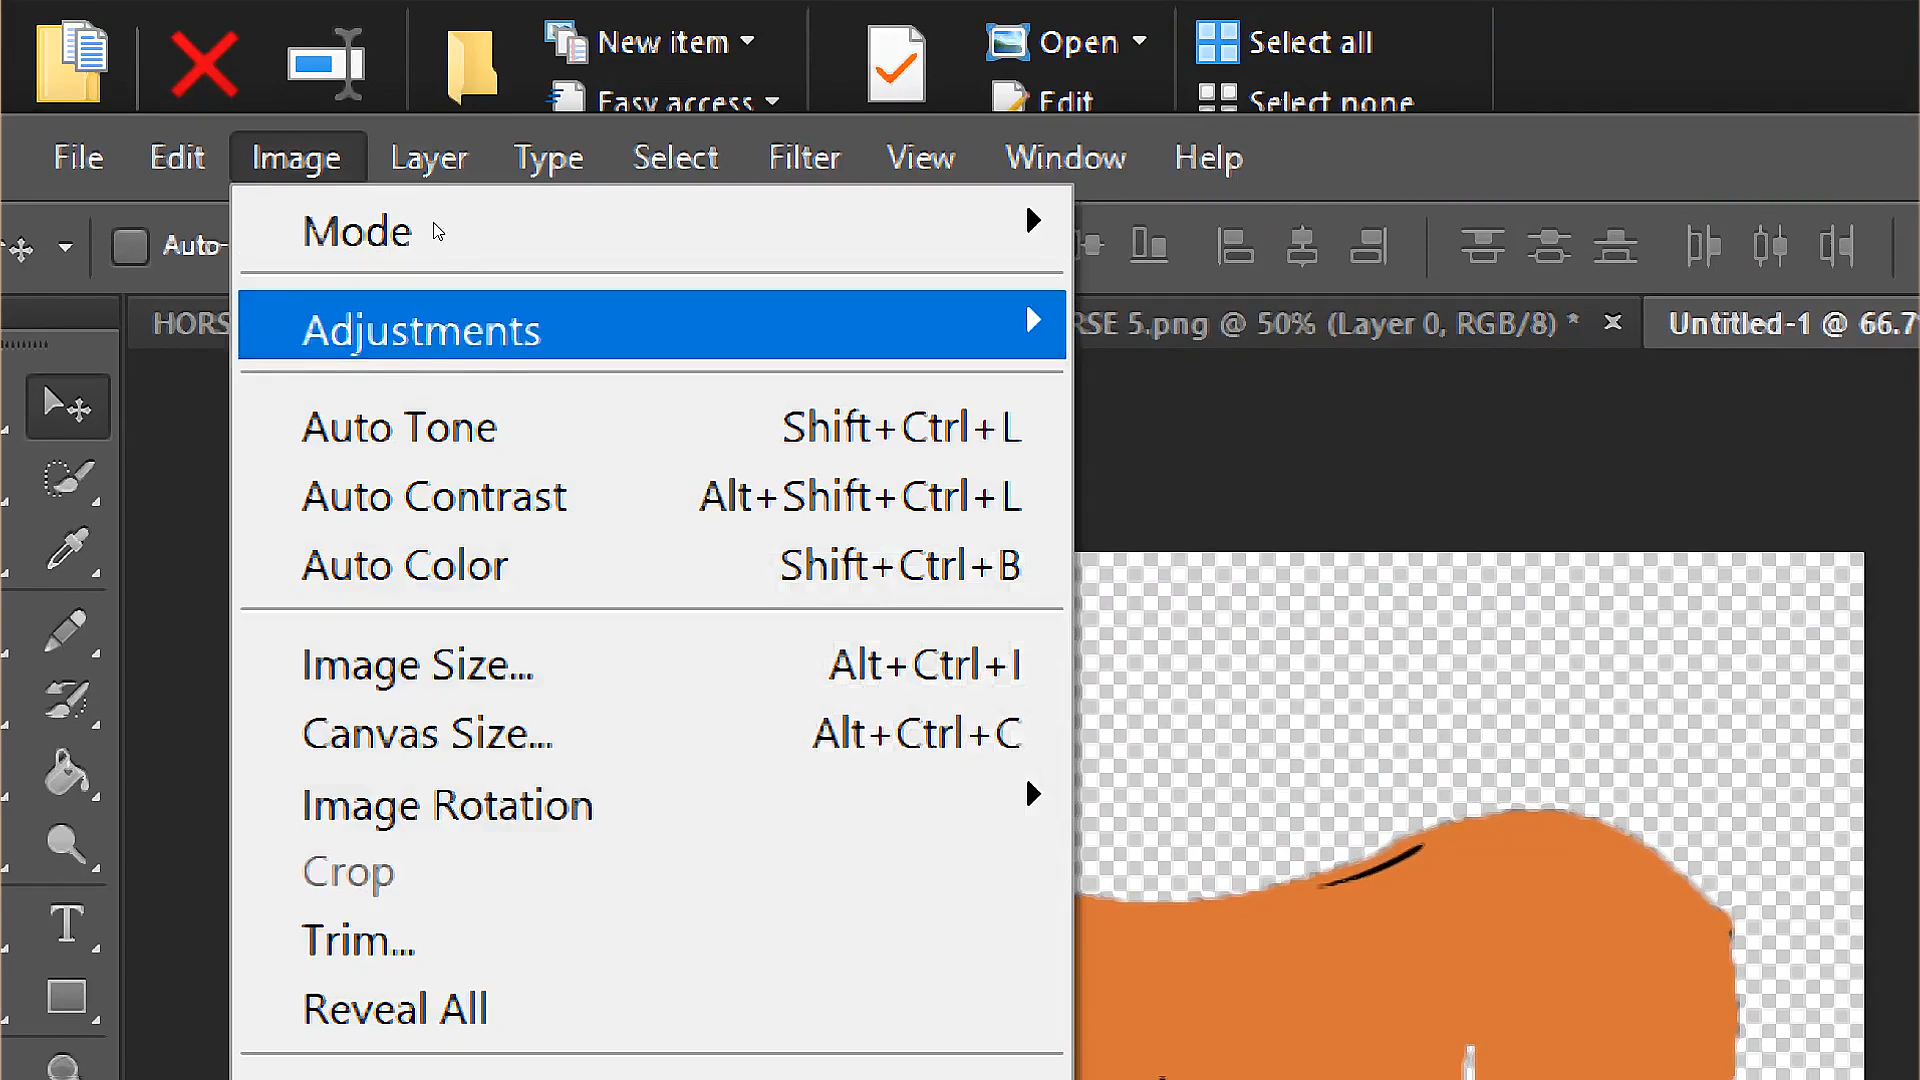 New item
Open
Select all
Easy access
Edit
Select none
File Edit Image Layer Type Select Filter View Window Help
Auto-
Mode
HORS
RSE 5.png @ 50% (Layer 0, RGB/8) *
Untitled-1 @ 66.7
Adjustments
Auto Tone Shift+Ctrl+L
Auto Contrast Alt+Shift+Ctrl+L
Auto Color Shift+Ctrl+B
Image Size... Alt+Ctrl+I
Canvas Size... Alt+Ctrl+C
Image Rotation
Crop
Trim...
Reveal All